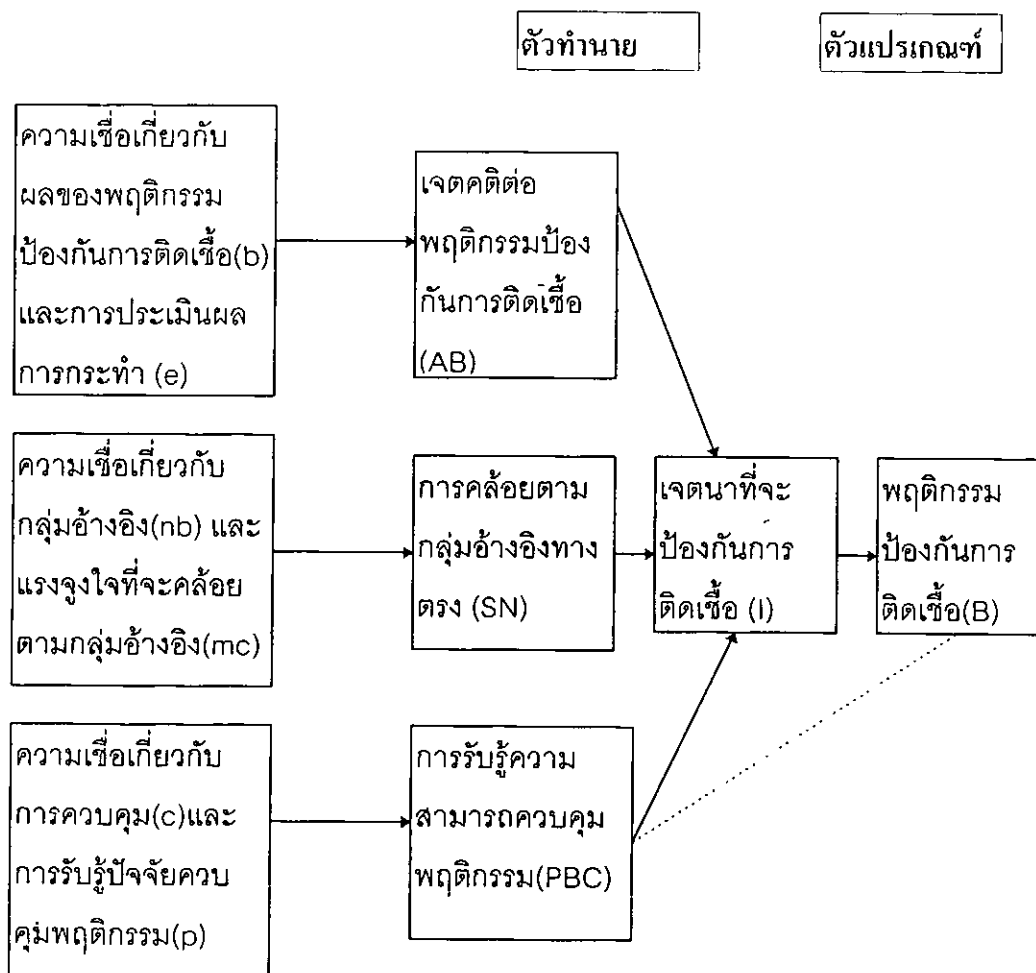 ตัวทำนาย
ตัวแปรเกณฑ์
ความเชื่อเกี่ยวกับ
ผลของพฤติกรรม
ป้องกันการติดเชื้อ(b)
และการประเมินผล
การกระทำ (e)
เจตคติต่อ
พฤติกรรมป้อง
กันการติดเชื้อ
(AB)
ความเชื่อเกี่ยวกับ
กลุ่มอ้างอิง(nb) และ
แรงจูงใจที่จะคล้อย
ตามกลุ่มอ้างอิง(mc)
การคล้อยตาม
กลุ่มอ้างอิงทาง
ตรง (SN)
เจตนาที่จะ
ป้องกันการ
ติดเชื้อ (I)
พฤติกรรม
ป้องกันการ
ติดเชื้อ(B)
ความเชื่อเกี่ยวกับ
การควบคุม(c)และ
การรับรู้ปัจจัยควบ
คุมพฤติกรรม(p)
การรับรู้ความ
สามารถควบคุม
พฤติกรรม(PBC)